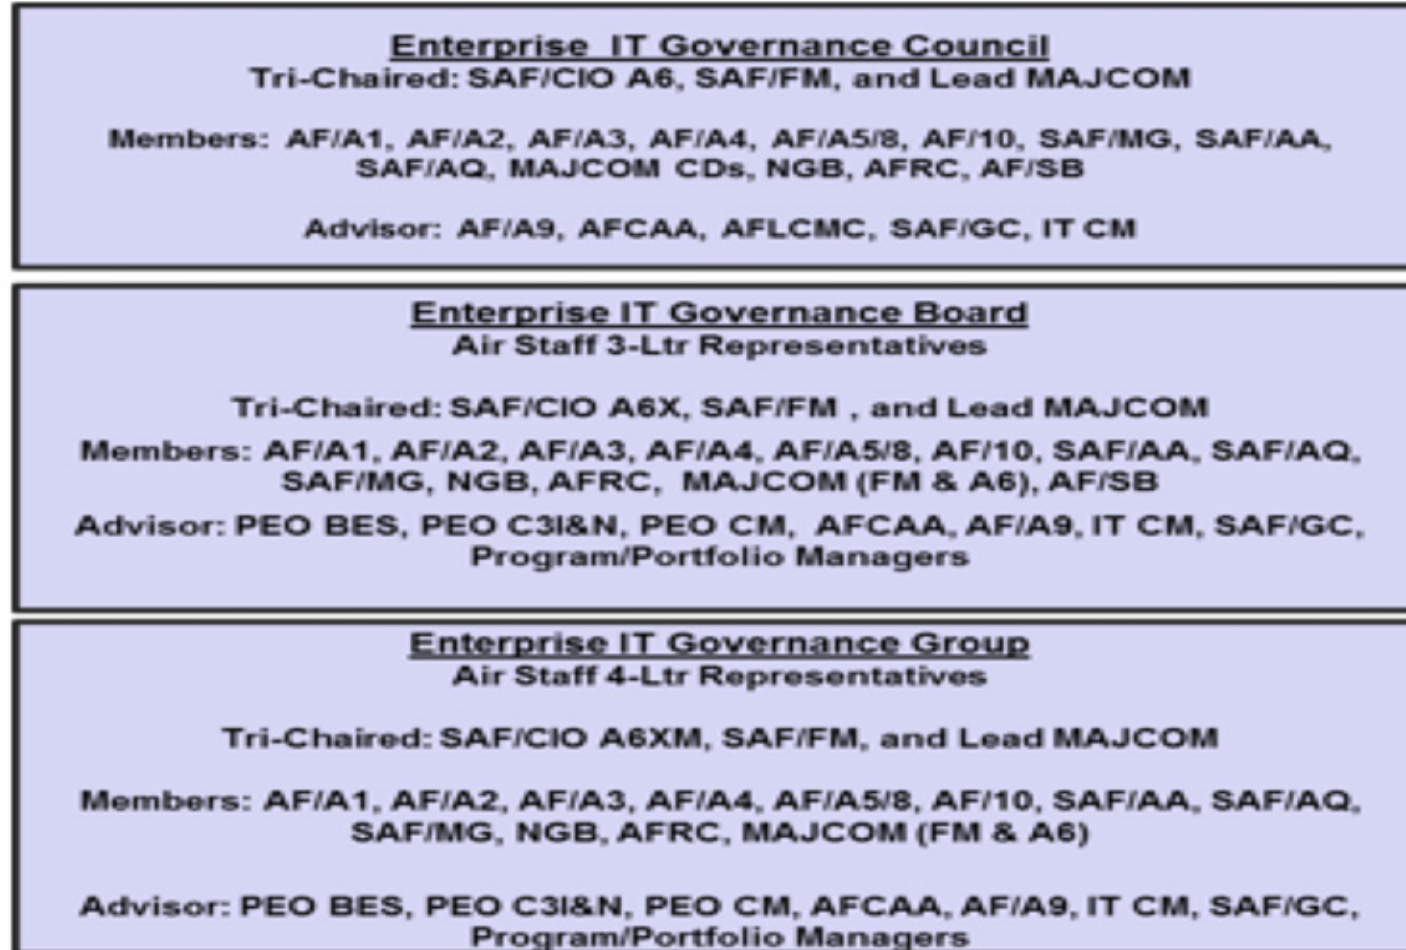 Enterprise IT Governance Council
Tri-Chaired: SAF/CIO A6, SAF/FM, and Lead MAJCOM
Members: AF/A1, AF/A2, AF/A3, AF/A4, AF/A5/8, AF/10, SAF/MG, SAF/AA,
SAF/AQ, MAJCOM CDs, NGB, AFRC, AF/SB
Advisor: AF/A9, AFCAA, AFLCMC, SAF/GC, IT CM
Enterprise IT Governance Board
Air Staff 3-Ltr Representatives
Tri-Chaired: SAF/CIO A6X, SAF/FM , and Lead MAJCOM
Members: AF/A1, AF/A2, AF/A3, AF/A4, AF/A5/8, AF/10, SAF/AA, SAF/AQ,
SAF/MG, NGB, AFRC, MAJCOM (FM & A6), AF/SB
Advisor: PEO BES, PEO C3I&N, PEO CM, AFCAA, AF/A9, IT CM, SAF/GC,
Program/Portfolio Managers
Enterprise IT Governance Group
Air Staff 4-Ltr Representatives
Tri-Chaired: SAF/CIO A6XM, SAF/FM, and Lead MAJCOM
Members: AF/A1, AF/A2, AF/A3, AF/A4, AF/A5/8, AF/10, SAF/AA, SAF/AQ,
SAF/MG, NGB, AFRC, MAJCOM (FM & A6)
Advisor: PEO BES, PEO C3I&N, PEO CM, AFCAA, AF/A9, IT CM, SAF/GC,
Program/Portfolio Managers